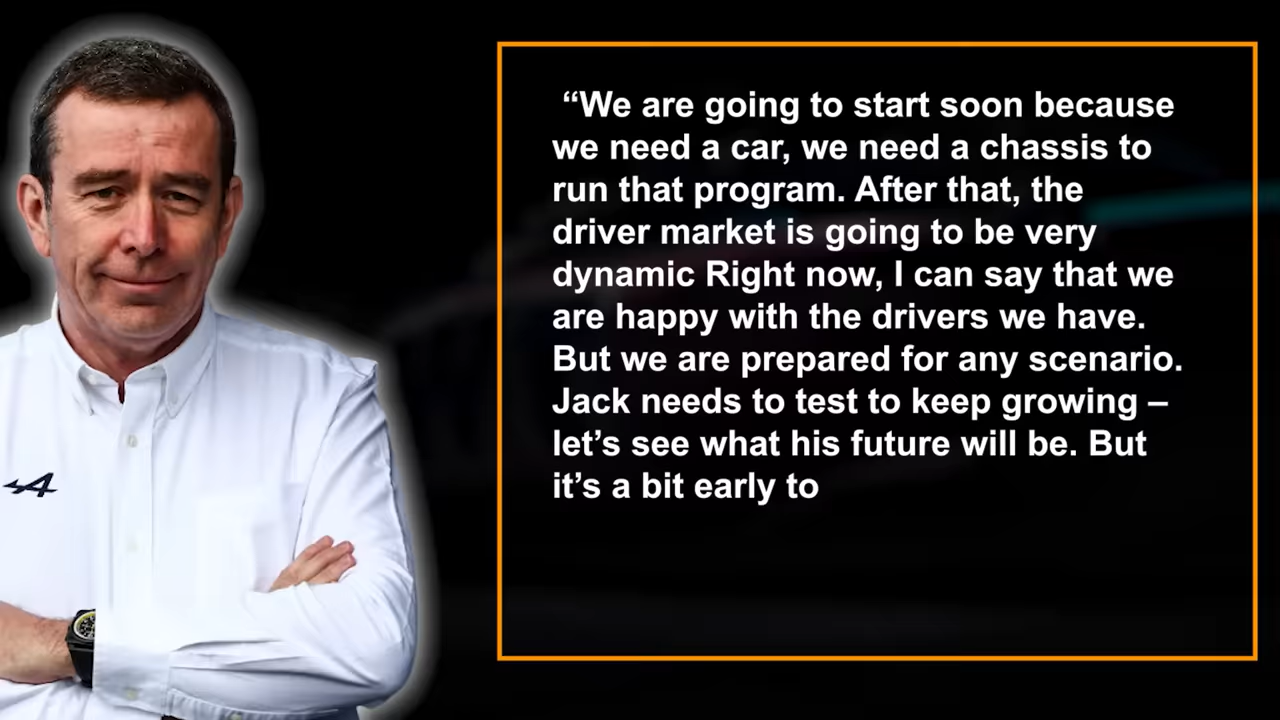 “We are going to start soon because
we need a car, we need a chassis to
run that program. After that, the
driver market is going to be very
dynamic Right now, I can say that we
are happy with the drivers we have.
But we are prepared for any scenario.
Jack needs to test to keep growing –
let’s see what his future will be. But
it’s a bit early to